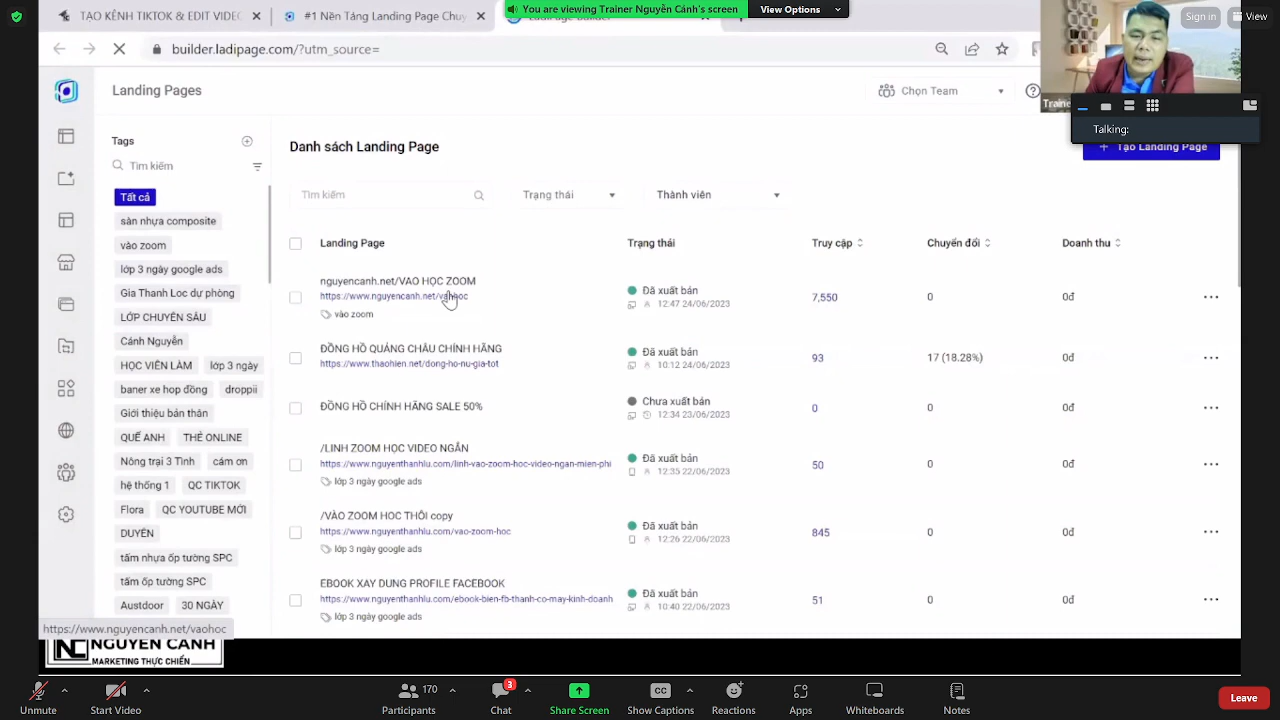 TAO KÊNH TIKTOK & EDIT VIDEO
#1 Nền Tảng Landing Page Chuy
You are viewing Trainer Nguyễn Cánh's screen
View Options
builder.ladipage.com/?utm_source=
Sign in
View
Landing Pages
Chọn Team
Traine
Talking:
Tags
Tìm kiếm
Tất cả
sàn nhựa composite
vào zoom
lớp 3 ngày google ads
Gia Thanh Loc dự phòng
LỚP CHUYÊN SÂU
Cánh Nguyễn
HỌC VIÊN LÀM
lớp 3 ngày
baner xe hop đồng
droppii
Giới thiệu bản thân
QUẾ ANH
THẺ ONLINE
Nông trại 3 Tình
cám ơn
hệ thống 1
QC TIKTOK
Flora
QC YOUTUBE MỚI
DUYÊN
tấm nhựa ốp tường SPC
tấm ốp tường SPC
Austdoor
30 NGÀY
Danh sách Landing Page
Tạo Landing Page
Tìm kiếm
Trạng thái
Thành viên
Landing Page
Trạng thái
Truy cập
Chuyển đổi
Doanh thu
nguyencanh.net/VAO HỌC ZOOM
https://www.nguyencanh.net/vaohoc
vào zoom
Đã xuất bản
12:47 24/06/2023
7,550
0
0đ
ĐỒNG HỒ QUẢNG CHÂU CHÍNH HÃNG
https://www.thaohien.net/dong-ho-nu-gia-tot
Đã xuất bản
10:12 24/06/2023
93
17 (18.28%)
0đ
ĐỒNG HỒ CHÍNH HÃNG SALE 50%
Chưa xuất bản
12:34 23/06/2023
0
0
0đ
/LINH ZOOM HỌC VIDEO NGẮN
https://www.nguyenthanhlu.com/linh-vao-zoom-hoc-video-ngan-mien-phi
lớp 3 ngày google ads
Đã xuất bản
12:35 22/06/2023
50
0
0đ
/VÀO ZOOM HOC THÔI copy
https://www.nguyenthanhlu.com/vao-zoom-hoc
lớp 3 ngày google ads
Đã xuất bản
12:26 22/06/2023
845
0
0đ
EBOOK XAY DUNG PROFILE FACEBOOK
https://www.nguyenthanhlu.com/ebook-bien-fb-thanh-co-may-kinh-doanh
lớp 3 ngày google ads
Đã xuất bản
10:40 22/06/2023
51
0
0đ
https://www.nguyencanh.net/vaohoc
NC
NGUYEN CANH
MARKETING THỰC CHIẾN
Unmute
Start Video
170
Participants
3
Chat
Share Screen
CC
Show Captions
Reactions
Apps
Whiteboards
Notes
Leave